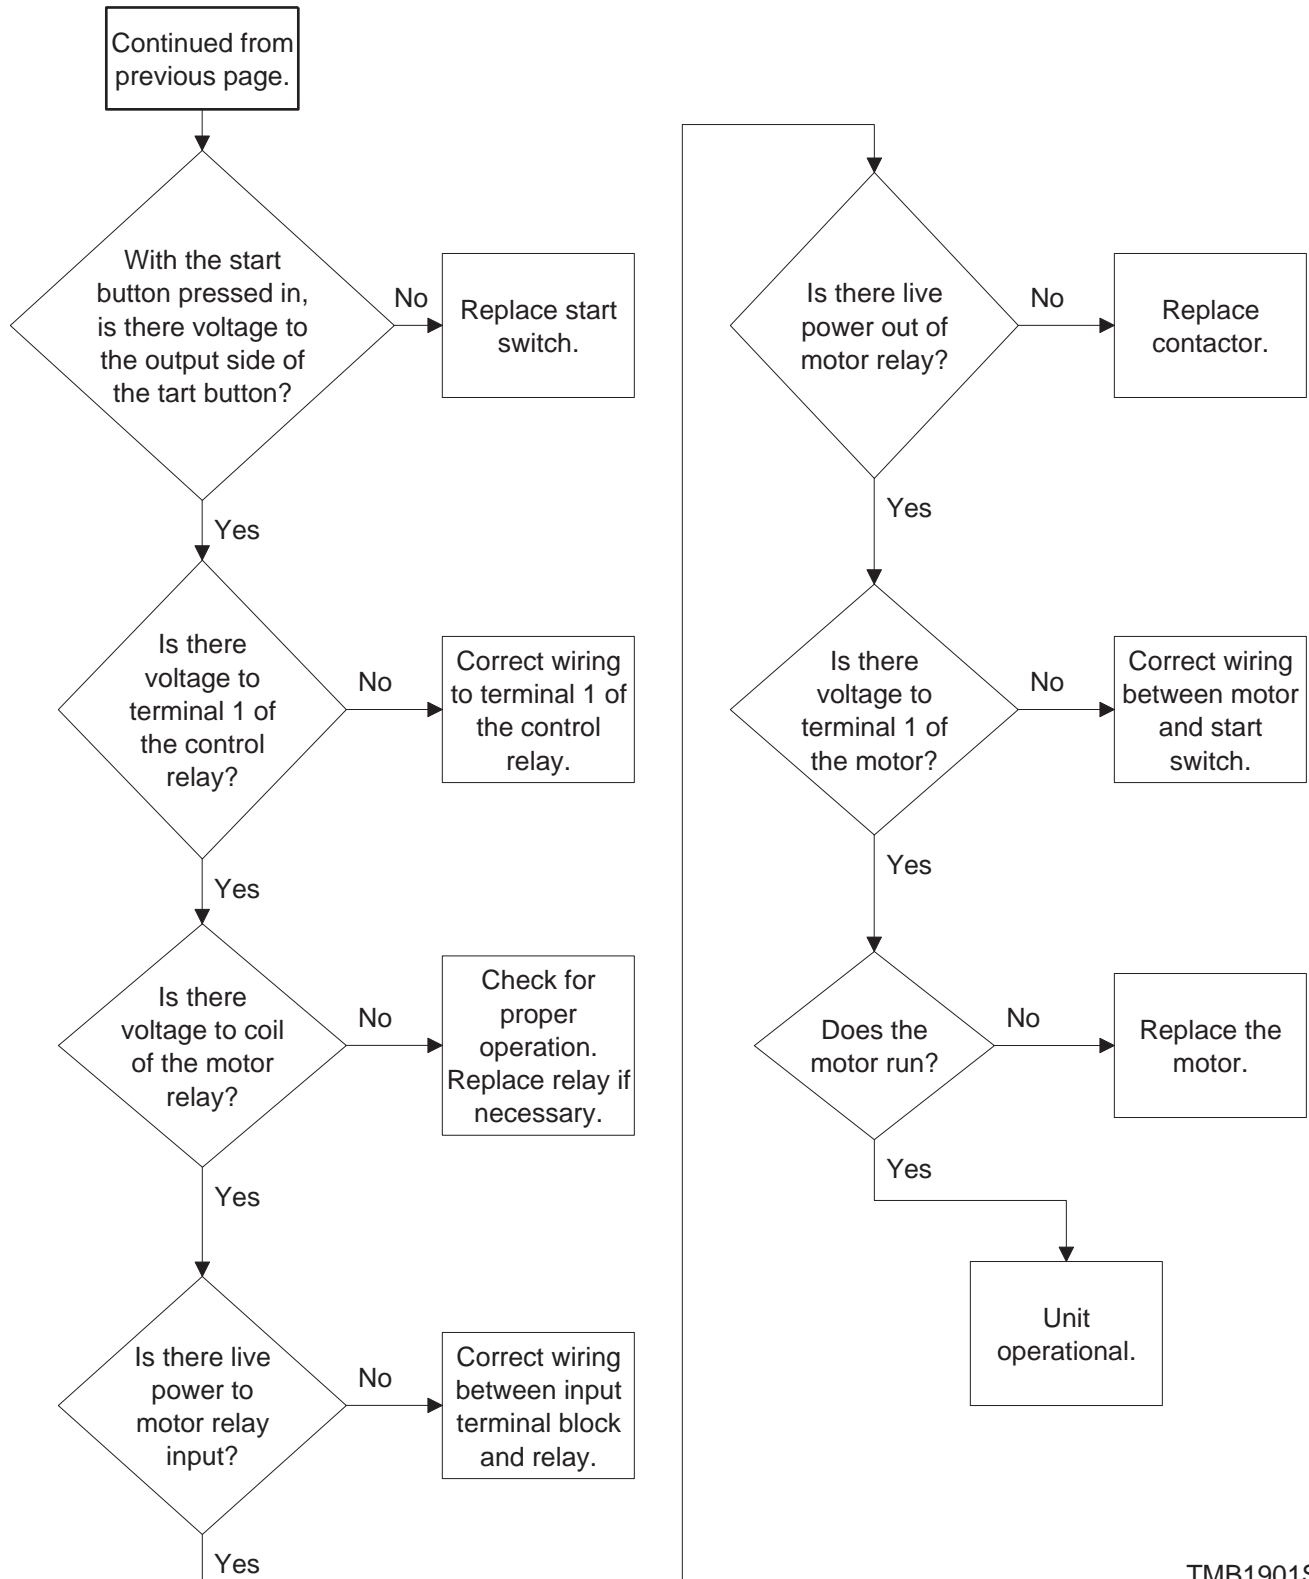 Continued from
previous page.
With the start
button pressed in,
is there voltage to
the output side of
the tart button?
No
Replace start
switch.
Yes
Is there
voltage to
terminal 1 of
the control
relay?
No
Correct wiring
to terminal 1 of
the control
relay.
Yes
Is there
voltage to coil
of the motor
relay?
No
Check for
proper
operation.
Replace relay if
necessary.
Yes
Is there live
power to
motor relay
input?
No
Correct wiring
between input
terminal block
and relay.
Yes
Is there live
power out of
motor relay?
No
Replace
contactor.
Yes
Is there
voltage to
terminal 1 of
the motor?
No
Correct wiring
between motor
and start
switch.
Yes
Does the
motor run?
No
Replace the
motor.
Yes
Unit
operational.
TMB1901S